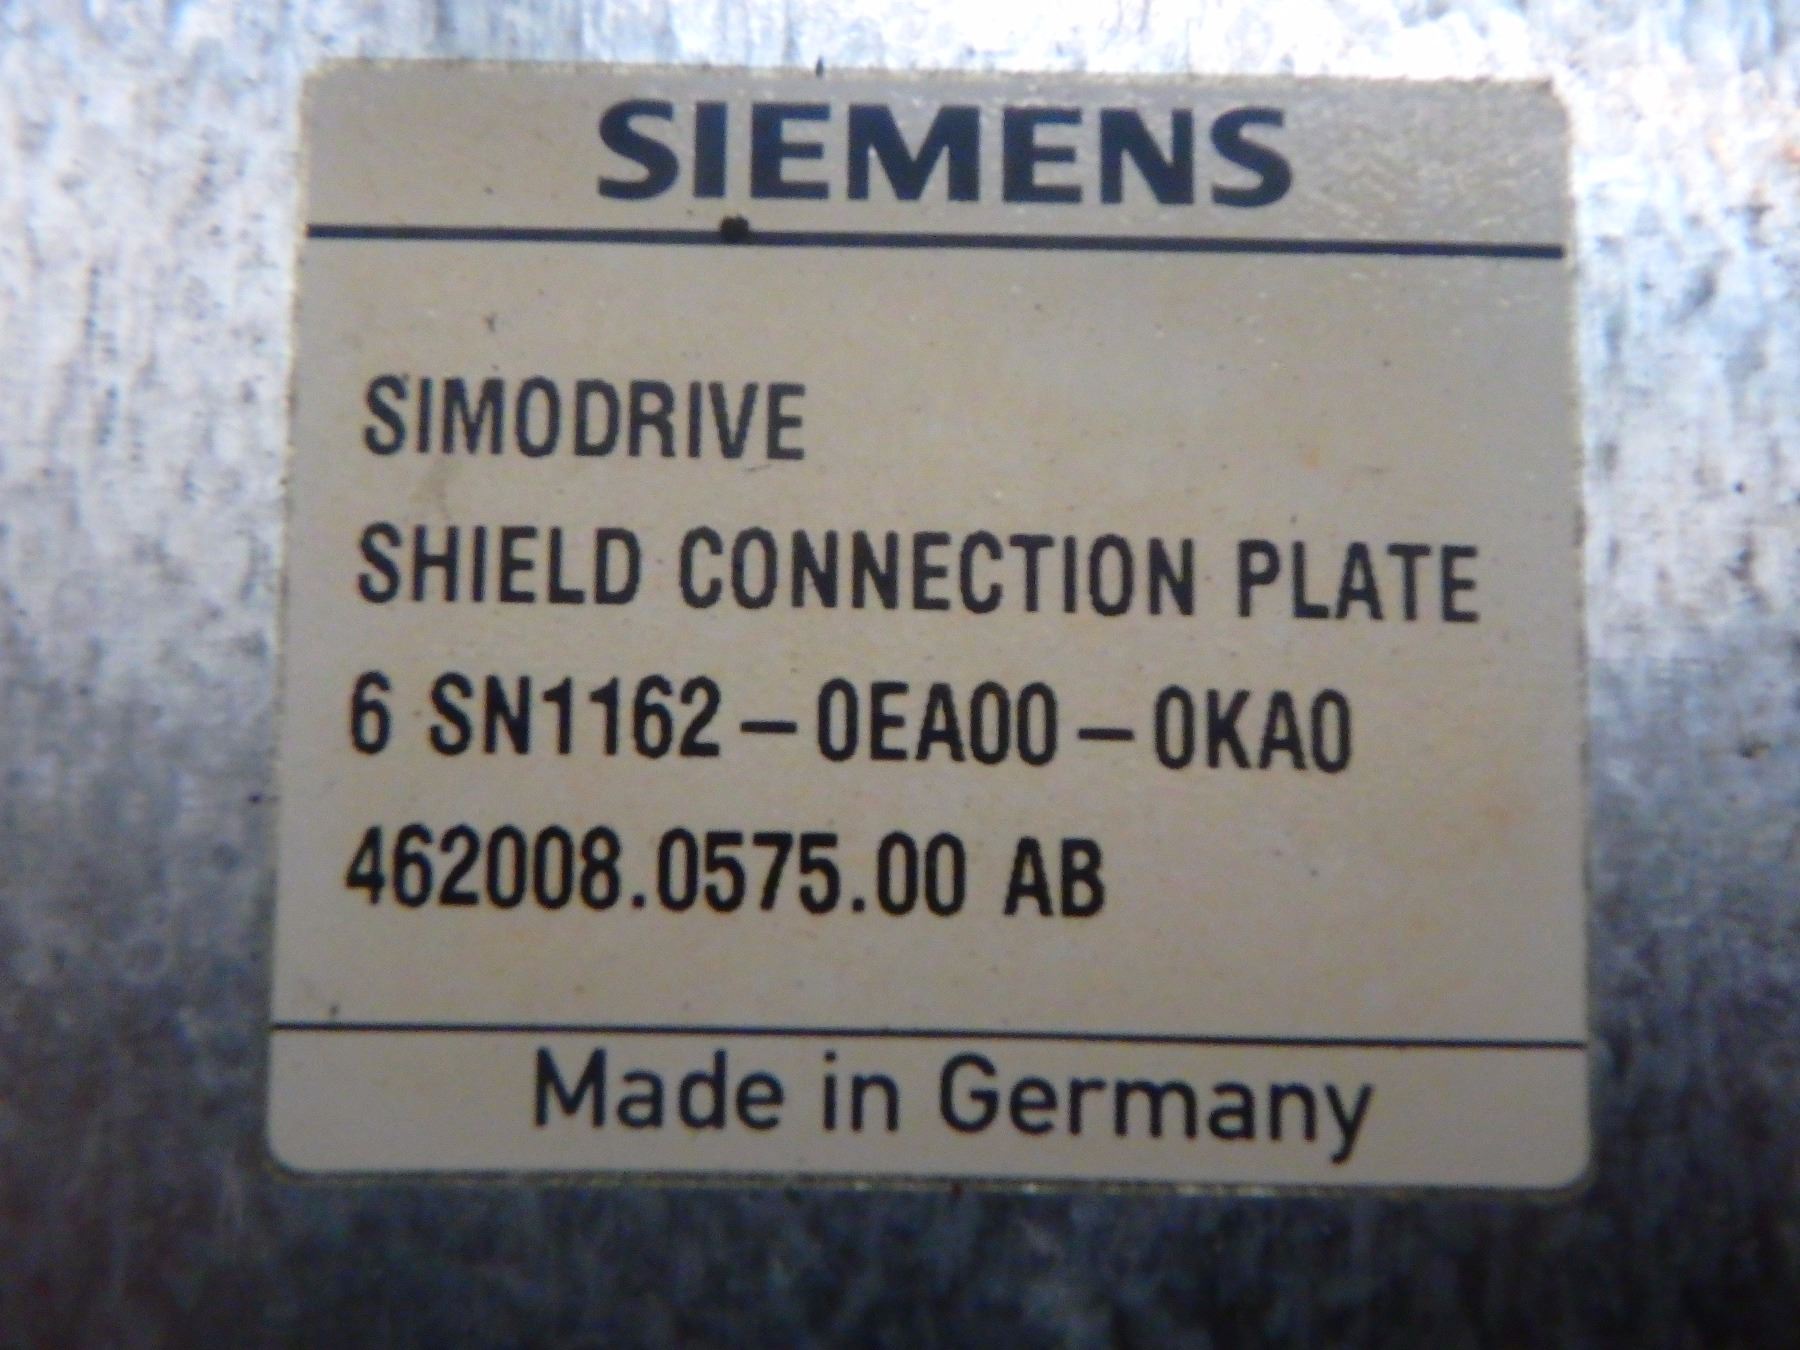 SIEMENS
SIMODRIVE
SHIELD CONNECTION PLATE
6 SN1162-0EA00-0KA0
462008.0575.00 AB
Made in Germany